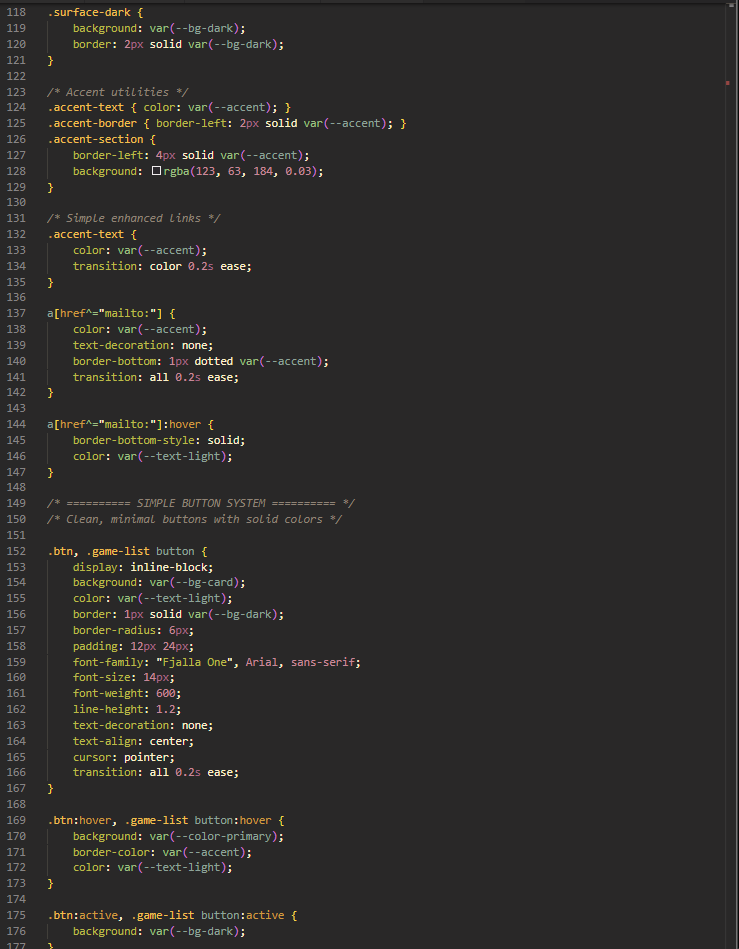 118 .surface-dark {
119     background: var(--bg-dark);
120     border: 2px solid var(--bg-dark);
121 }
122
123 /* Accent utilities */
124 .accent-text { color: var(--accent); }
125 .accent-border { border-left: 2px solid var(--accent); }
126 .accent-section {
127     border-left: 4px solid var(--accent);
128     background: rgba(123, 63, 184, 0.03);
129 }
130
131 /* Simple enhanced links */
132 .accent-text {
133     color: var(--accent);
134     transition: color 0.2s ease;
135 }
136
137 a[href^="mailto:"] {
138     color: var(--accent);
139     text-decoration: none;
140     border-bottom: 1px dotted var(--accent);
141     transition: all 0.2s ease;
142 }
143
144 a[href^="mailto:"]:hover {
145     border-bottom-style: solid;
146     color: var(--text-light);
147 }
148
149 /* ========== SIMPLE BUTTON SYSTEM ========== */
150 /* Clean, minimal buttons with solid colors */
151
152 .btn, .game-list button {
153     display: inline-block;
154     background: var(--bg-card);
155     color: var(--text-light);
156     border: 1px solid var(--bg-dark);
157     border-radius: 6px;
158     padding: 12px 24px;
159     font-family: "Fjalla One", Arial, sans-serif;
160     font-size: 14px;
161     font-weight: 600;
162     line-height: 1.2;
163     text-decoration: none;
164     text-align: center;
165     cursor: pointer;
166     transition: all 0.2s ease;
167 }
168
169 .btn:hover, .game-list button:hover {
170     background: var(--color-primary);
171     border-color: var(--accent);
172     color: var(--text-light);
173 }
174
175 .btn:active, .game-list button:active {
176     background: var(--bg-dark);
177 }